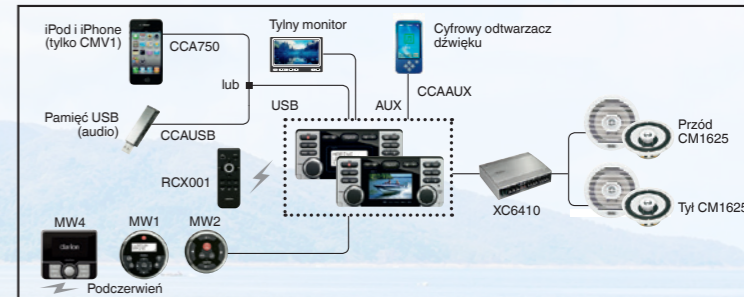 iPod i iPhone
(tylko CMV1)
CCA750
Tylny monitor
Cyfrowy odtwarzacz
dźwięku
lub
USB
AUX
CCAAUX
Pamięć USB
(audio)
CCAUSB
RCX001
XC6410
Przód
CM1625
Tył CM1625
MW4
MW1
MW2
clarion
Podczerwień